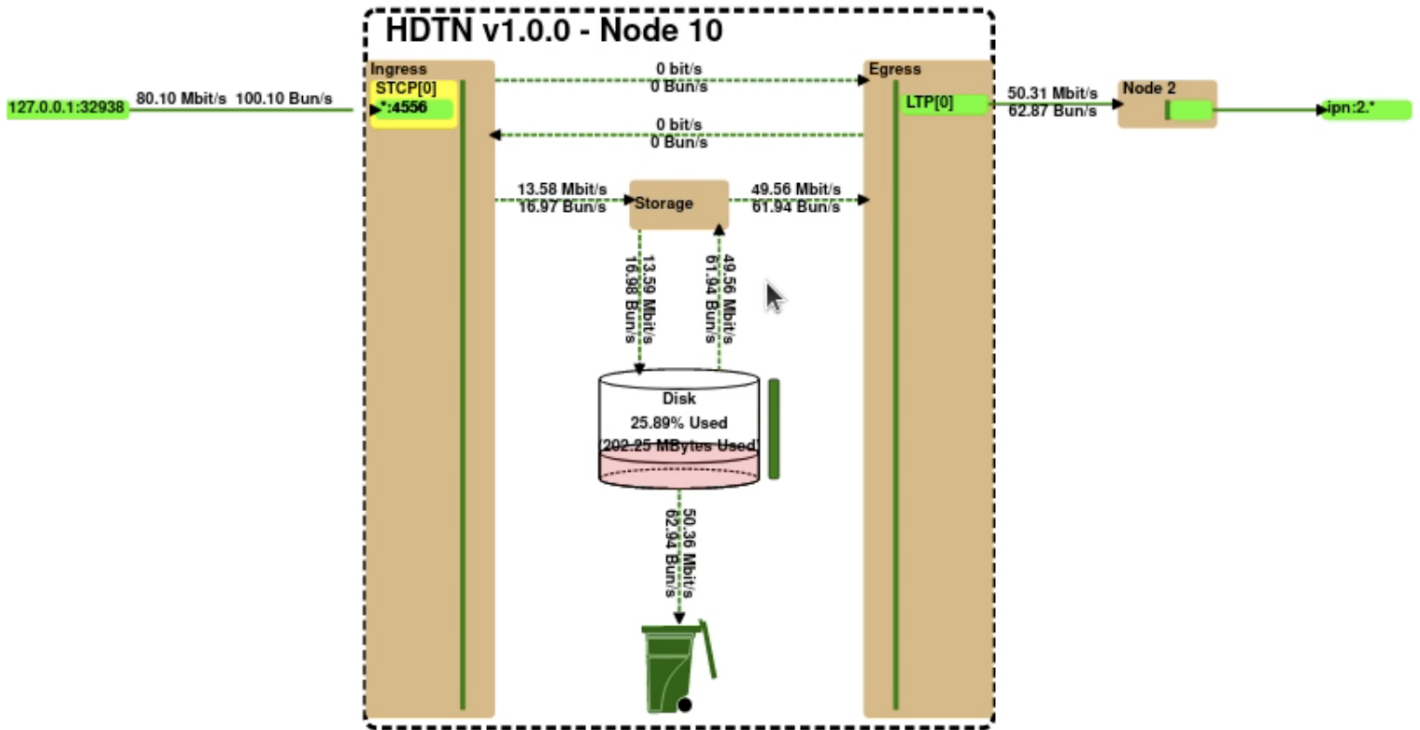 HDTN v1.0.0 - Node 10
Ingress
STCP[0]
*:4556
127.0.0.1:32938
80.10 Mbit/s 100.10 Bun/s
0 bit/s
0 Bun/s
0 bit/s
0 Bun/s
Egress
LTP[0]
50.31 Mbit/s
62.87 Bun/s
Node 2
ipn:2.*
13.58 Mbit/s
16.97 Bun/s
Storage
49.56 Mbit/s
61.94 Bun/s
13.59 Mbit/s
16.98 Bun/s
49.56 Mbit/s
61.94 Bun/s
Disk
25.89% Used
(202.25 MBytes Used)
50.36 Mbit/s
62.94 Bun/s